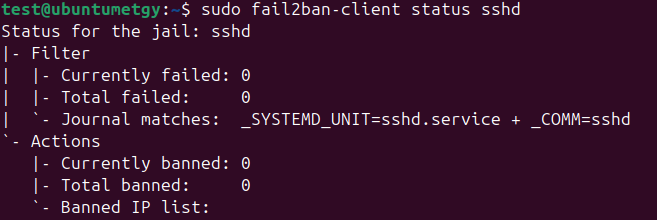 test@ubuntumetgy:~$ sudo fail2ban-client status sshd
Status for the jail: sshd
|- Filter
|  |- Currently failed: 0
|  |- Total failed:     0
|  `- Journal matches:  _SYSTEMD_UNIT=sshd.service + _COMM=sshd
`- Actions
   |- Currently banned: 0
   |- Total banned:     0
   `- Banned IP list: